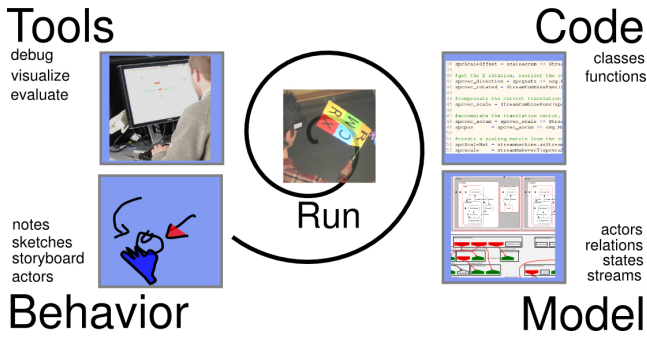 Tools
debug
visualize
evaluate
Code
classes
functions
Run
notes
sketches
storyboard
actors
Behavior
actors
relations
states
streams
Model